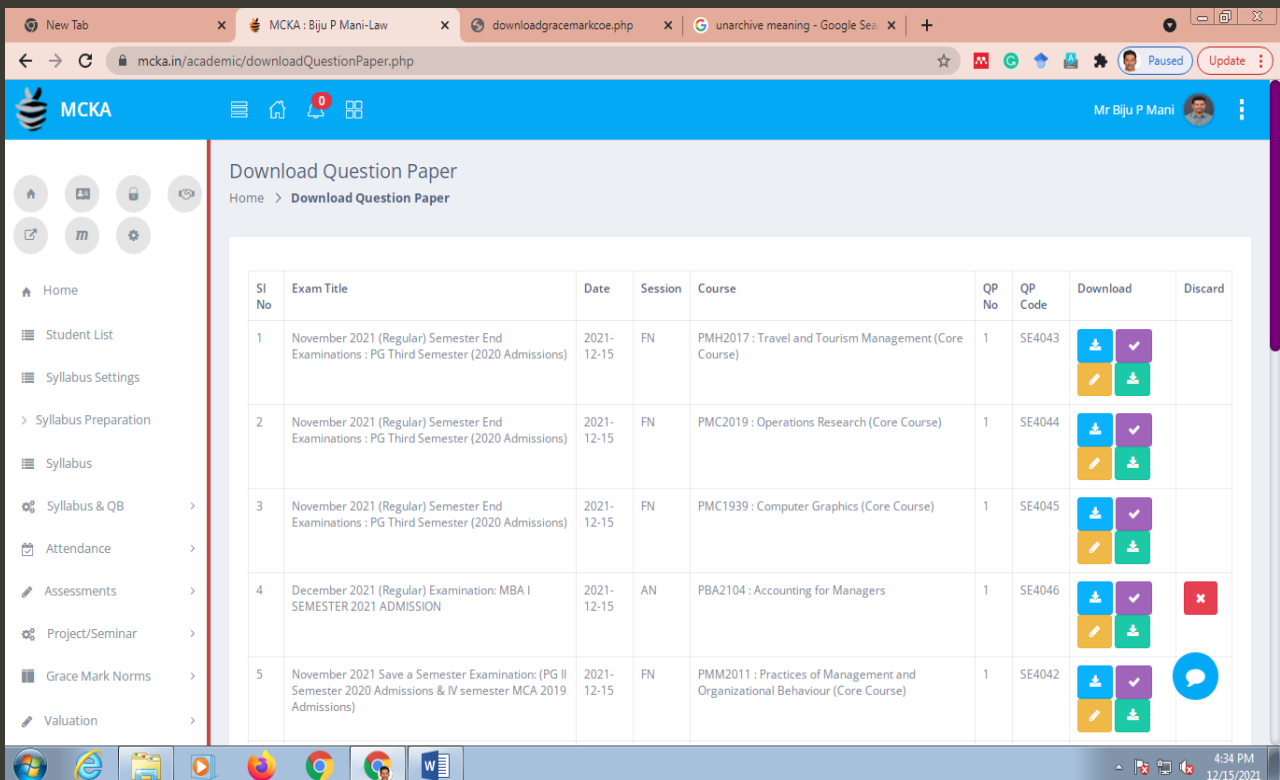 New Tab
MCKA : Biju P Mani-Law
downloadgracemarkcoe.php
unarchive meaning - Google Sea
mcka.in/academic/downloadQuestionPaper.php
Paused
Update
MCKA
0
Mr Biju P Mani
Download Question Paper
Home > Download Question Paper
m
Home
Student List
Syllabus Settings
> Syllabus Preparation
Syllabus
Syllabus & QB
Attendance
Assessments
Project/Seminar
Grace Mark Norms
Valuation
Sl Exam Title Date Session Course QP QP Download Discard
No No Code
1 November 2021 (Regular) Semester End 2021- FN PMH2017 : Travel and Tourism Management (Core 1 SE4043
Examinations : PG Third Semester (2020 Admissions) 12-15 Course)
2 November 2021 (Regular) Semester End 2021- FN PMC2019 : Operations Research (Core Course) 1 SE4044
Examinations : PG Third Semester (2020 Admissions) 12-15
3 November 2021 (Regular) Semester End 2021- FN PMC1939 : Computer Graphics (Core Course) 1 SE4045
Examinations : PG Third Semester (2020 Admissions) 12-15
4 December 2021 (Regular) Examination: MBA I 2021- AN PBA2104 : Accounting for Managers 1 SE4046
SEMESTER 2021 ADMISSION 12-15
5 November 2021 Save a Semester Examination: (PG II 2021- FN PMM2011 : Practices of Management and 1 SE4042
Semester 2020 Admissions & IV semester MCA 2019 12-15 Organizational Behaviour (Core Course)
Admissions)
4:34 PM
12/15/2021